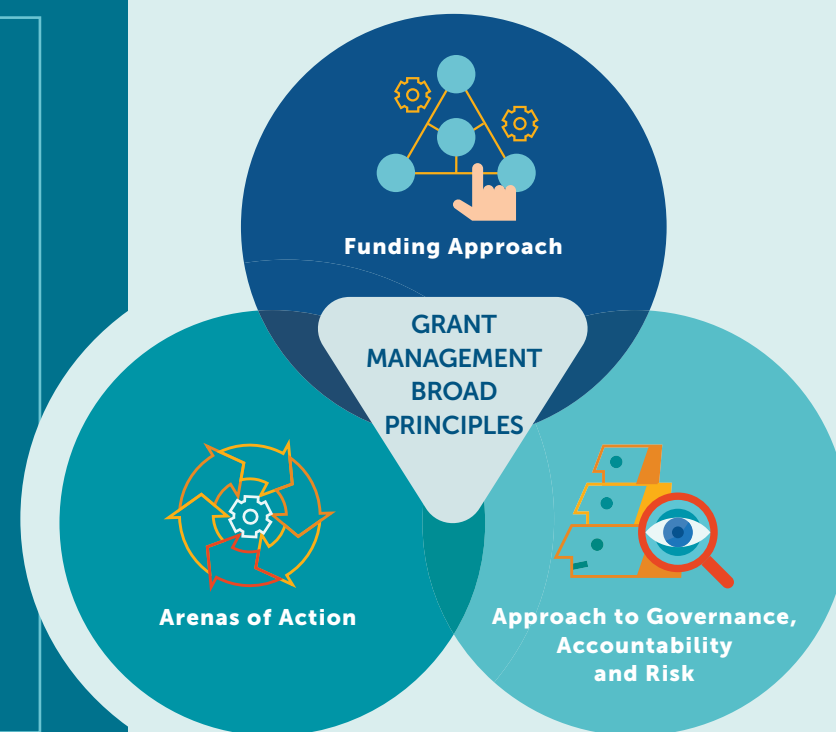 Funding Approach
GRANT
MANAGEMENT
BROAD
PRINCIPLES
Arenas of Action
Approach to Governance,
Accountability
and Risk